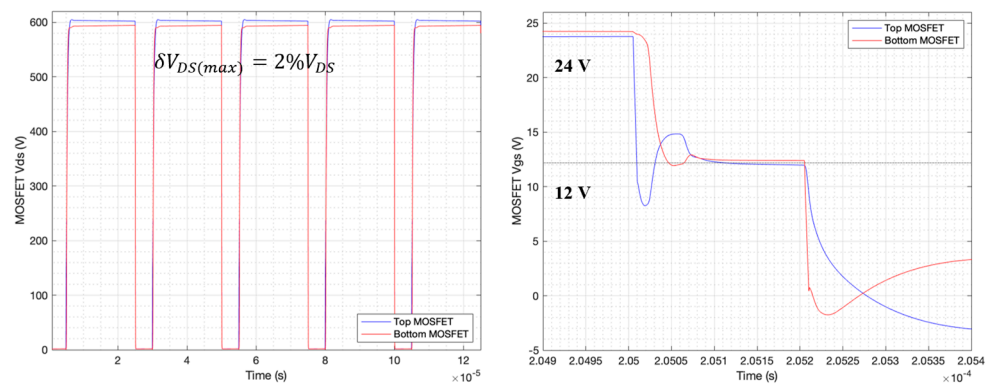 600
500
400
300
200
100
0
MOSFET Vds (V)
δV_DS(max) = 2%V_DS
Top MOSFET
Bottom MOSFET
2 4 6 8 10 12
×10⁻⁵
Time (s)
25
20
15
10
5
0
-5
MOSFET Vgs (V)
Top MOSFET
Bottom MOSFET
24 V
12 V
2.049 2.0495 2.05 2.0505 2.051 2.0515 2.052 2.0525 2.053 2.0535 2.054
×10⁻⁴
Time (s)